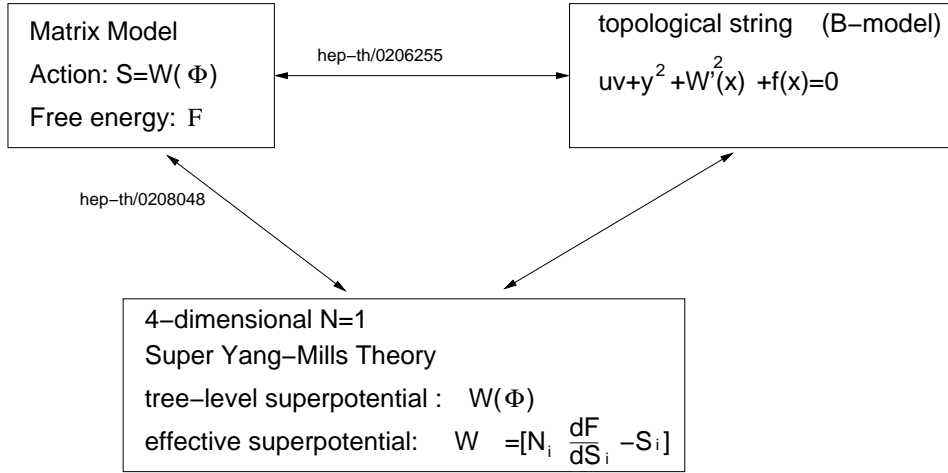 Matrix Model
Action: S=W( Φ)
Free energy: F
hep-th/0206255
topological string (B-model)
uv+y² +W'²(x) +f(x)=0
hep-th/0208048
4-dimensional N=1
Super Yang-Mills Theory
tree-level superpotential : W(Φ)
effective superpotential: W =[Nᵢ dF/dSᵢ -Sᵢ]